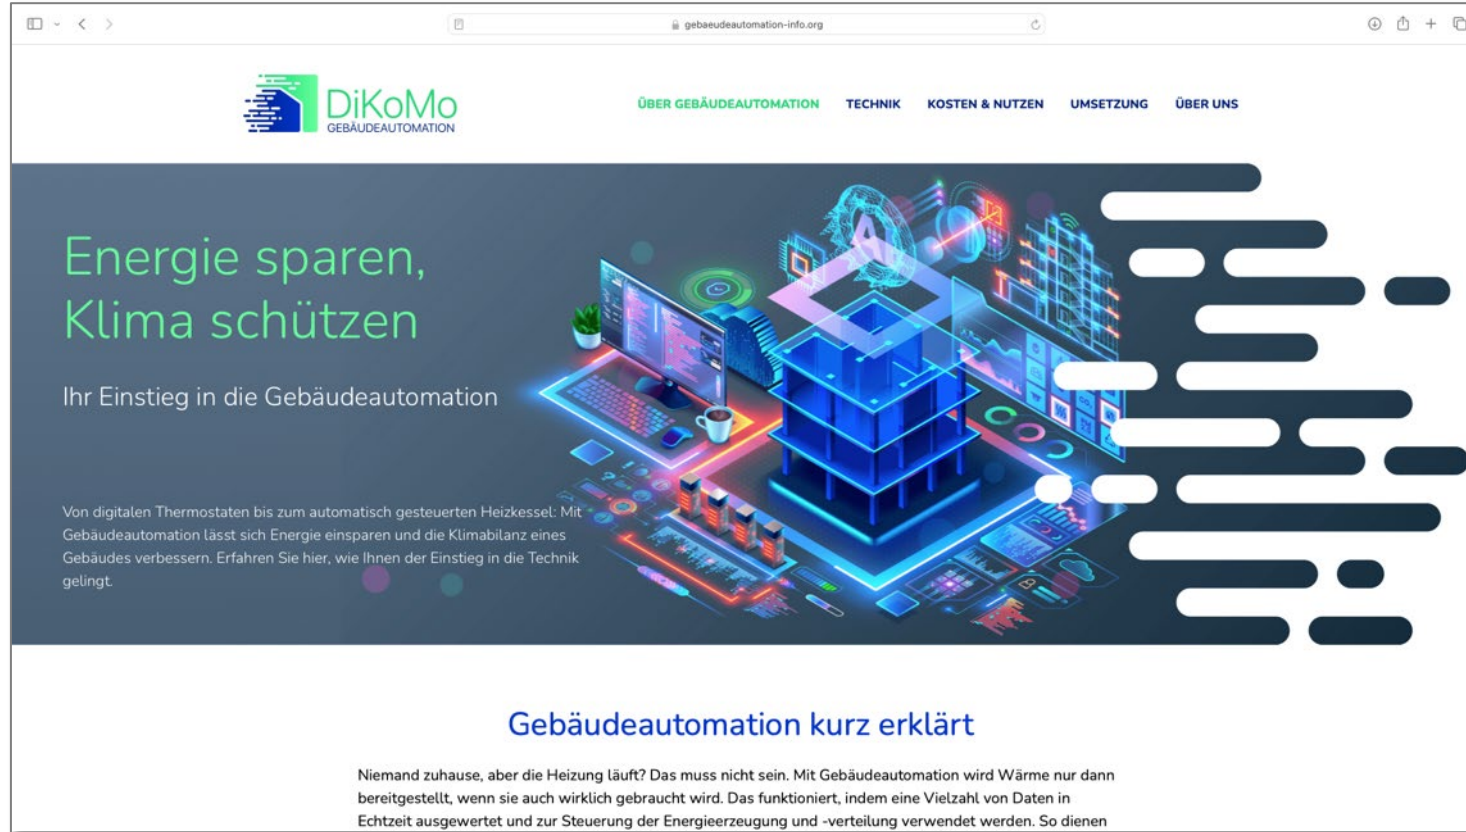 gebaeudeautomation-info.org
DiKoMo
GEBÄUDEAUTOMATION
ÜBER GEBÄUDEAUTOMATION
TECHNIK
KOSTEN & NUTZEN
UMSETZUNG
ÜBER UNS
Energie sparen,
Klima schützen
Ihr Einstieg in die Gebäudeautomation
Von digitalen Thermostaten bis zum automatisch gesteuerten Heizkessel: Mit
Gebäudeautomation lässt sich Energie einsparen und die Klimabilanz eines
Gebäudes verbessern. Erfahren Sie hier, wie Ihnen der Einstieg in die Technik
gelingt.
Gebäudeautomation kurz erklärt
Niemand zuhause, aber die Heizung läuft? Das muss nicht sein. Mit Gebäudeautomation wird Wärme nur dann
bereitgestellt, wenn sie auch wirklich gebraucht wird. Das funktioniert, indem eine Vielzahl von Daten in
Echtzeit ausgewertet und zur Steuerung der Energieerzeugung und -verteilung verwendet werden. So dienen